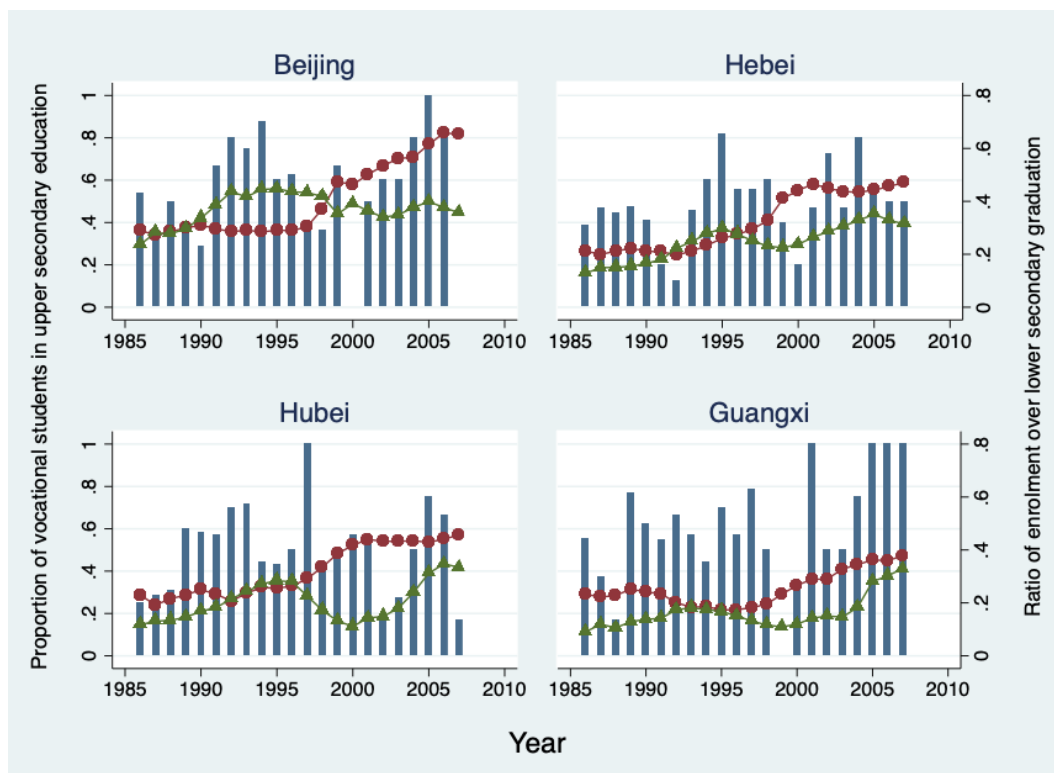 Beijing
Hebei
Proportion of vocational students in upper secondary education
Ratio of enrolment over lower secondary graduation
1
.8
.6
.4
.2
0
.8
.6
.4
.2
0
1985 1990 1995 2000 2005 2010
1985 1990 1995 2000 2005 2010
Hubei
Guangxi
1
.8
.6
.4
.2
0
.8
.6
.4
.2
0
1985 1990 1995 2000 2005 2010
1985 1990 1995 2000 2005 2010
Year